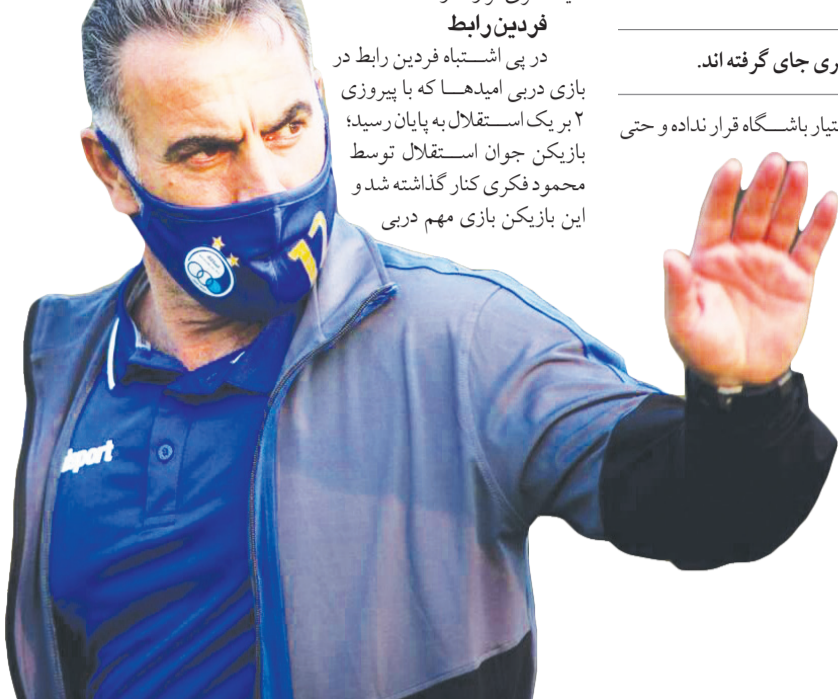 فردین رابط
در پی اشتباه فردین رابط در
بازی دربی امیدها که با پیروزی
۲ بر یک استقلال به پایان رسید؛
بازیکن جوان استقلال توسط
محمود فکری کنار گذاشته شد و
این بازیکن بازی مهم دربی
ری جای گرفته اند.
تیار باشگاه قرار نداده و حتی